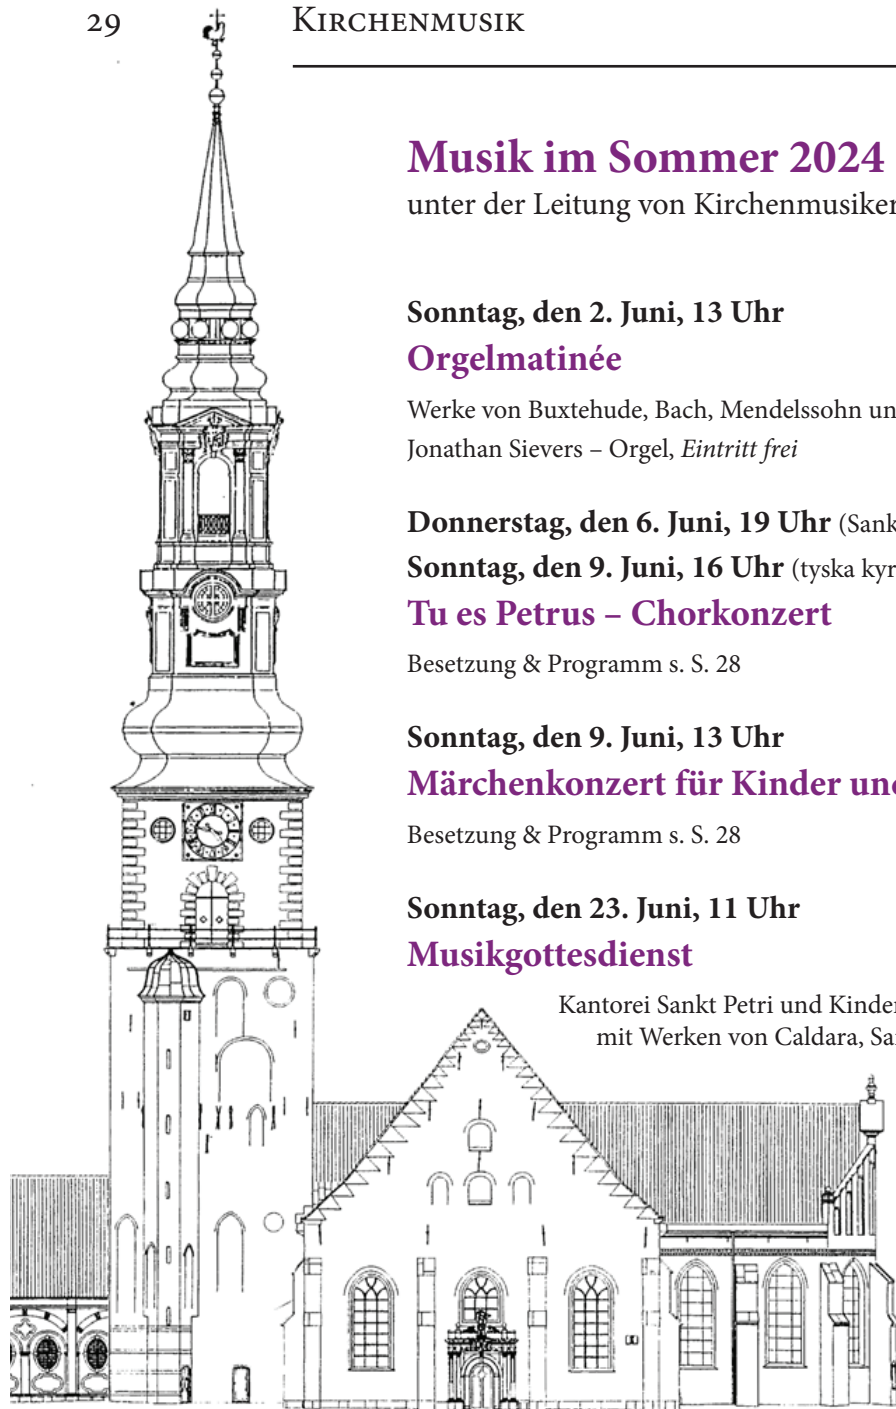 29 Kirchenmusik
Musik im Sommer 2024
unter der Leitung von Kirchenmusiker
Sonntag, den 2. Juni, 13 Uhr
Orgelmatinée
Werke von Buxtehude, Bach, Mendelssohn un
Jonathan Sievers – Orgel, Eintritt frei
Donnerstag, den 6. Juni, 19 Uhr (Sank
Sonntag, den 9. Juni, 16 Uhr (tyska kyr
Tu es Petrus – Chorkonzert
Besetzung & Programm s. S. 28
Sonntag, den 9. Juni, 13 Uhr
Märchenkonzert für Kinder und
Besetzung & Programm s. S. 28
Sonntag, den 23. Juni, 11 Uhr
Musikgottesdienst
Kantorei Sankt Petri und Kinder
mit Werken von Caldara, Sa